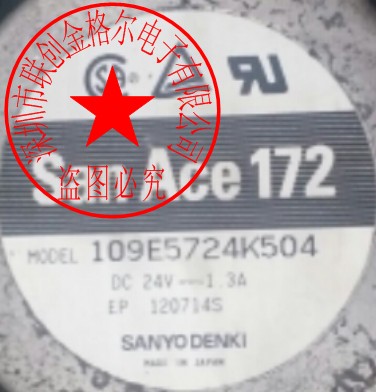 深圳市联创金格尔电子有限公司
盗图必究
San Ace 172
MODEL 109E5724K504
DC 24V ⎓ 1.3A
EP 120714S
SANYO DENKI
MADE IN JAPAN